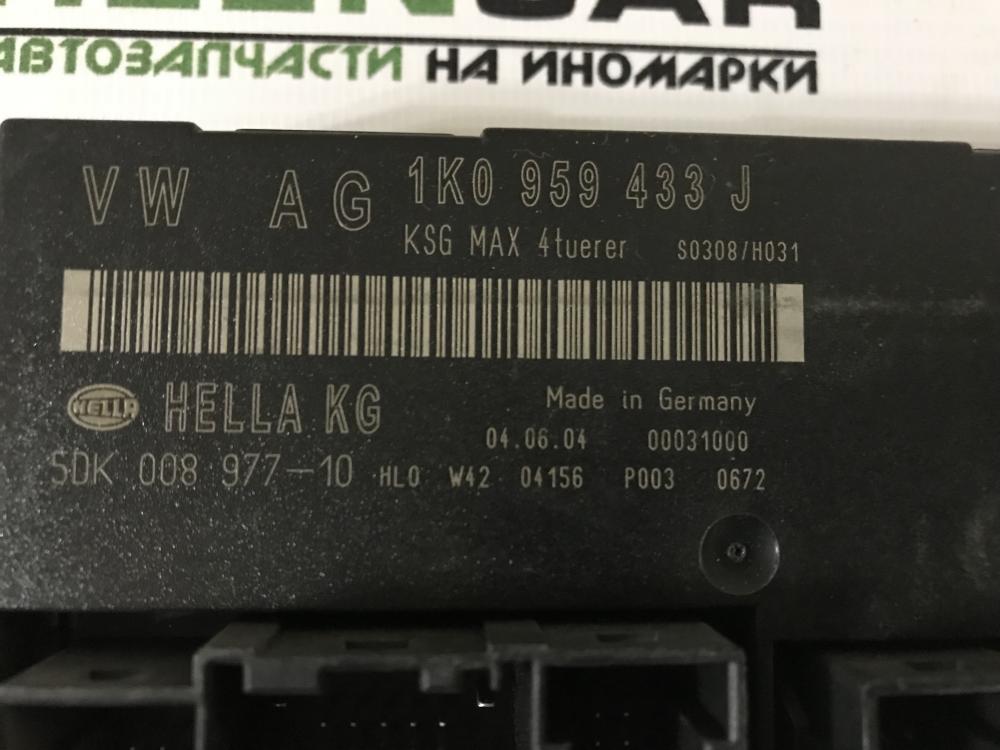 АВТОЗАПЧАСТИ НА ИНОМАРКИ
VW AG 1K0 959 433 J
KSG MAX 4tuerer S0308/H031
HELLA HELLA KG Made in Germany
04.06.04 00031000
5DK 008 977-10 HLO W42 04156 P003 0672